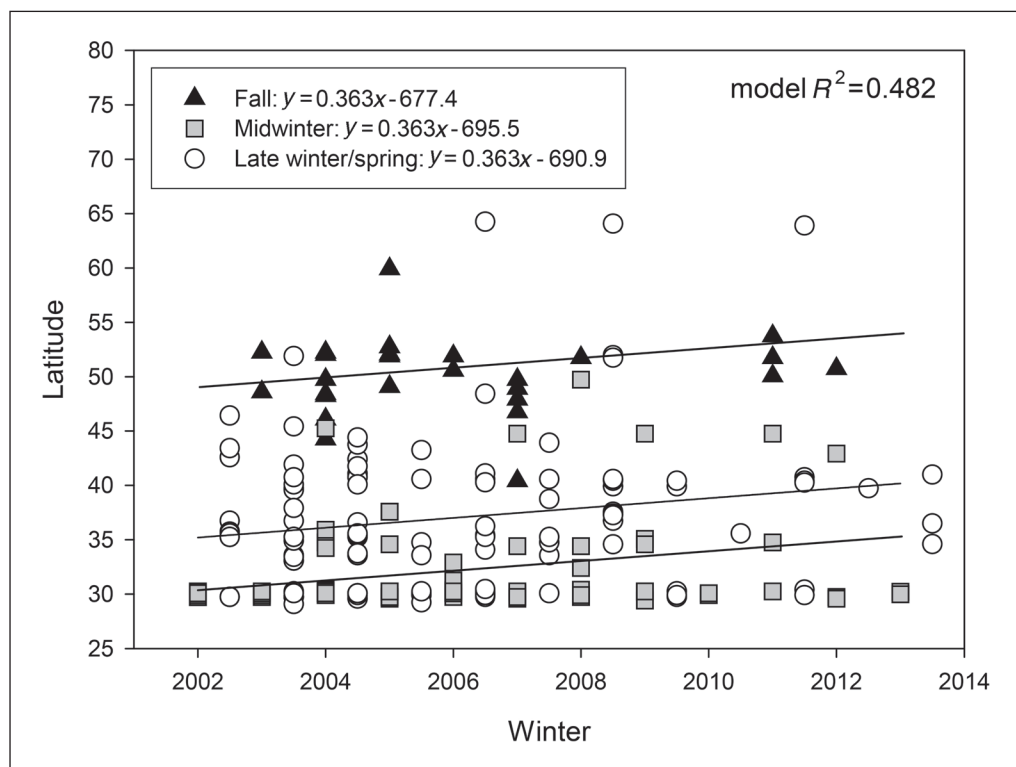 80
75
70
65
60
55
50
45
40
35
30
25
Latitude
Fall: y=0.363x-677.4
Midwinter: y=0.363x-695.5
Late winter/spring: y=0.363x-690.9
model R²=0.482
2002 2004 2006 2008 2010 2012 2014
Winter